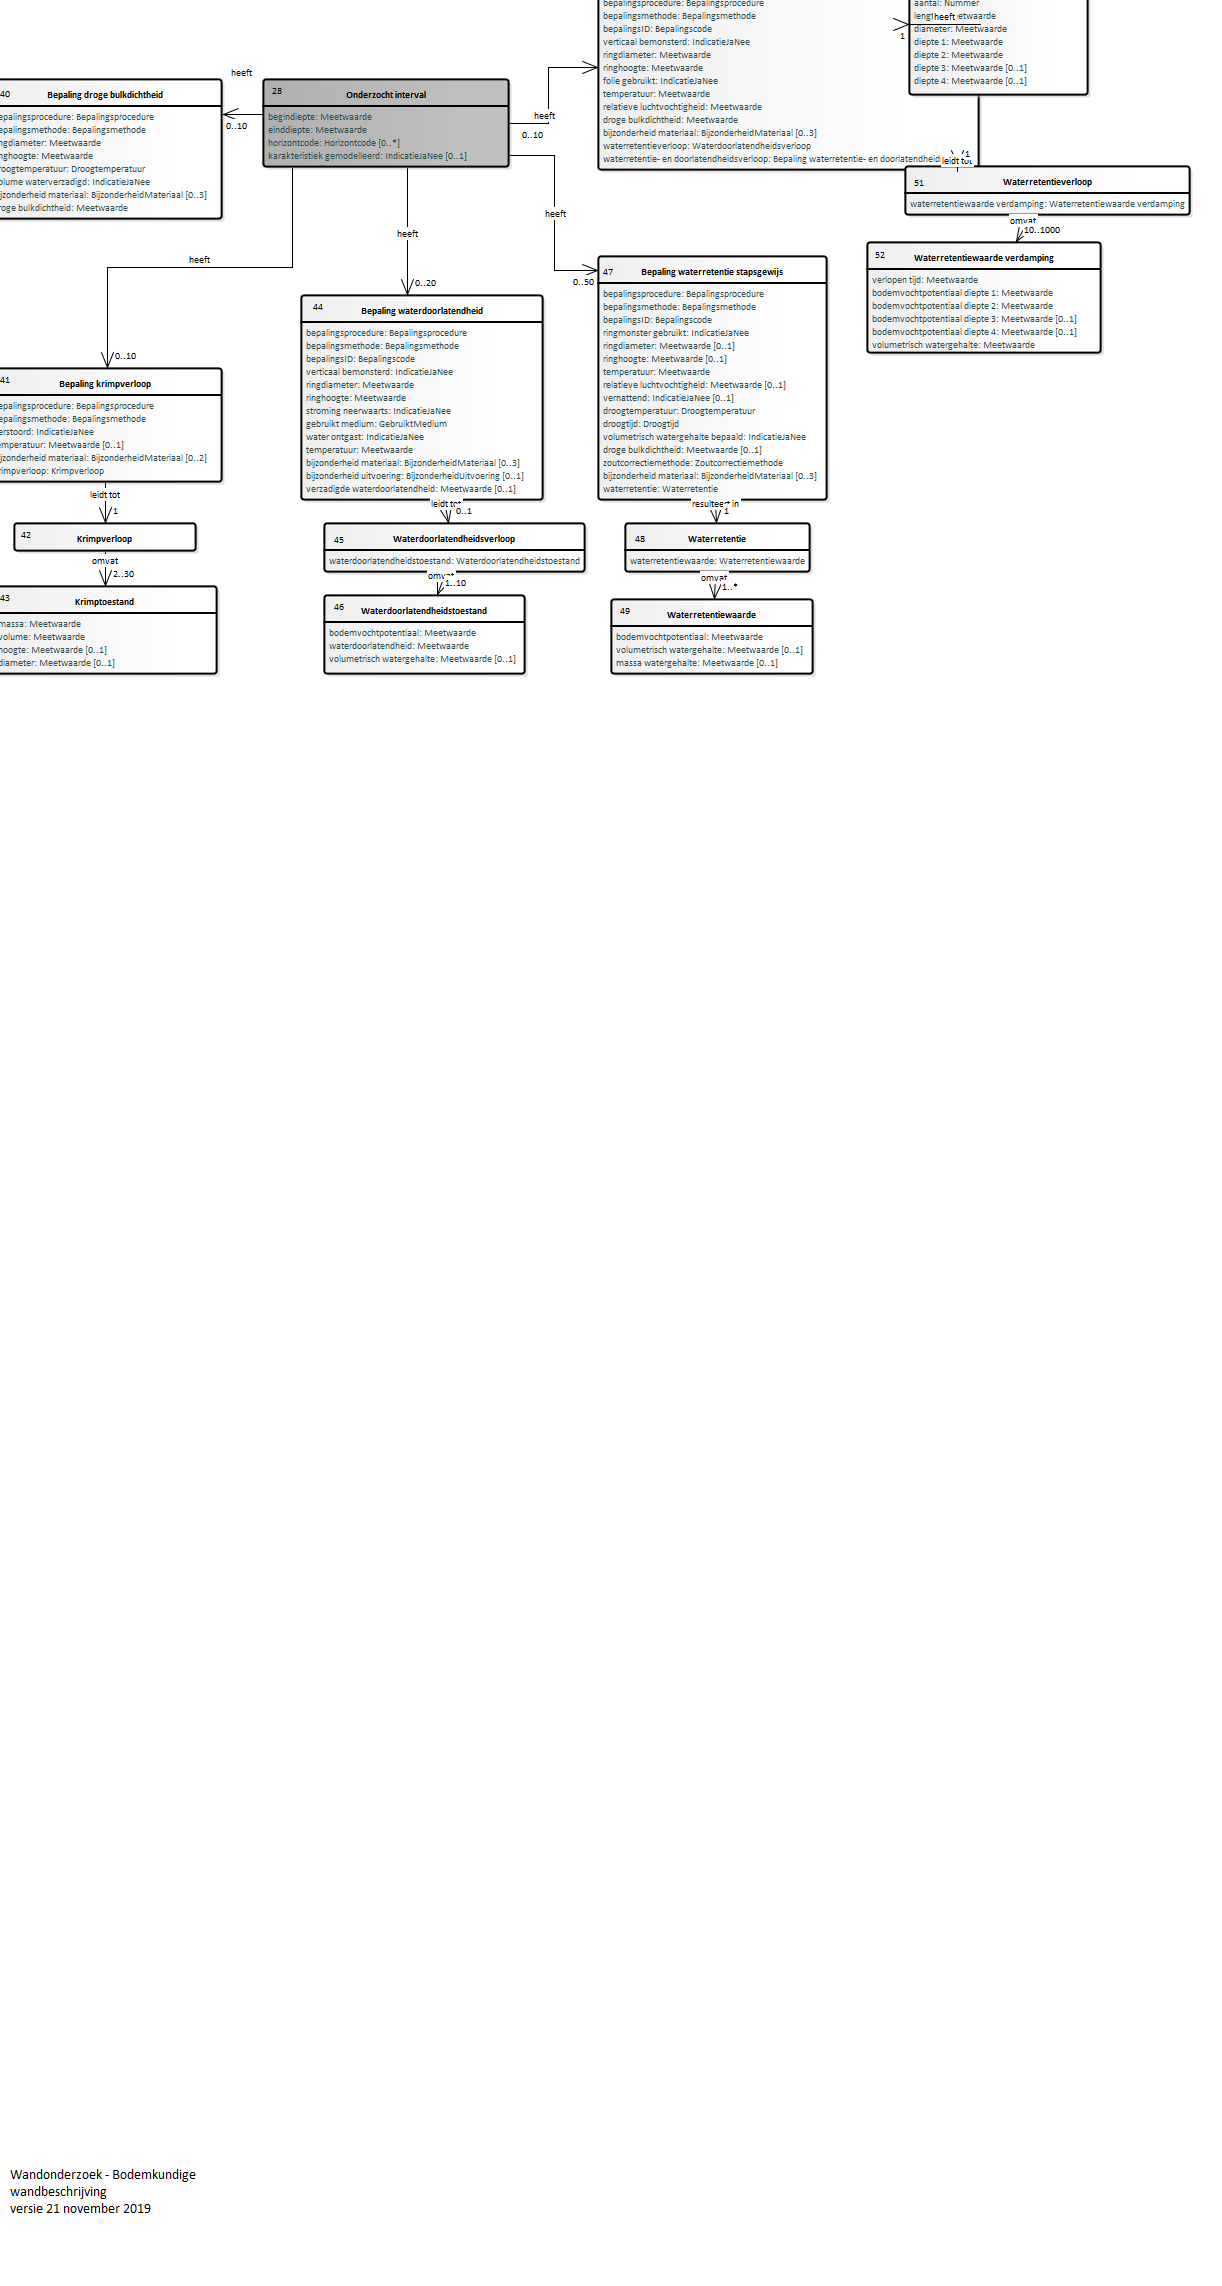 bepalingsprocedure: Bepalingsprocedure
bepalingsmethode: Bepalingsmethode
bepalingsID: Bepalingscode
verticaal bemonsterd: IndicatieJaNee
ringdiameter: Meetwaarde
ringhoogte: Meetwaarde
folie gebruikt: IndicatieJaNee
temperatuur: Meetwaarde
relatieve luchtvochtigheid: Meetwaarde
droge bulkdichtheid: Meetwaarde
bijzonderheid materiaal: BijzonderheidMateriaal [0..3]
waterretentieverloop: Waterdoorlatendheidsverloop
waterretentie- en doorlatendheidsverloop: Bepaling waterretentie- en doorlatendheid
heeft
1
aantal: Nummer
diameter: Meetwaarde
diepte 1: Meetwaarde
diepte 2: Meetwaarde
diepte 3: Meetwaarde [0..1]
diepte 4: Meetwaarde [0..1]
heeft
0..10
40
Bepaling droge bulkdichtheid
epalingsprocedure: Bepalingsprocedure
epalingsmethode: Bepalingsmethode
ngdiameter: Meetwaarde
nghoogte: Meetwaarde
roogtemperatuur: Droogtemperatuur
olume waterverzadigd: IndicatieJaNee
ijzonderheid materiaal: BijzonderheidMateriaal [0..3]
roge bulkdichtheid: Meetwaarde
28
Onderzocht interval
begindiepte: Meetwaarde
einddiepte: Meetwaarde
horizontcode: Horizontcode [0..*]
karakteristiek gemodelleerd: IndicatieJaNee [0..1]
heeft
0..10
leidt tot
1
51
Waterretentieverloop
waterretentiewaarde verdamping: Waterretentiewaarde verdamping
omvat
10..1000
52
Waterretentiewaarde verdamping
verlopen tijd: Meetwaarde
bodemvochtpotentiaal diepte 1: Meetwaarde
bodemvochtpotentiaal diepte 2: Meetwaarde
bodemvochtpotentiaal diepte 3: Meetwaarde [0..1]
bodemvochtpotentiaal diepte 4: Meetwaarde [0..1]
volumetrisch watergehalte: Meetwaarde
heeft
0..10
41
Bepaling krimpverloop
epalingsprocedure: Bepalingsprocedure
epalingsmethode: Bepalingsmethode
erstoord: IndicatieJaNee
emperatuur: Meetwaarde [0..1]
ijzonderheid materiaal: BijzonderheidMateriaal [0..2]
rimpverloop: Krimpverloop
leidt tot
1
42
Krimpverloop
omvat
2..30
43
Krimptoestand
massa: Meetwaarde
volume: Meetwaarde
hoogte: Meetwaarde [0..1]
diameter: Meetwaarde [0..1]
heeft
0..20
44
Bepaling waterdoorlatendheid
bepalingsprocedure: Bepalingsprocedure
bepalingsmethode: Bepalingsmethode
bepalingsID: Bepalingscode
verticaal bemonsterd: IndicatieJaNee
ringdiameter: Meetwaarde
ringhoogte: Meetwaarde
stroming neerwaarts: IndicatieJaNee
gebruikt medium: GebruiktMedium
water ontgast: IndicatieJaNee
temperatuur: Meetwaarde
bijzonderheid materiaal: BijzonderheidMateriaal [0..3]
bijzonderheid uitvoering: BijzonderheidUitvoering [0..1]
verzadigde waterdoorlatendheid: Meetwaarde [0..1]
leidt tot
0..1
45
Waterdoorlatendheidsverloop
waterdoorlatendheidstoestand: Waterdoorlatendheidstoestand
omvat
1..10
46
Waterdoorlatendheidstoestand
bodemvochtpotentiaal: Meetwaarde
waterdoorlatendheid: Meetwaarde
volumetrisch watergehalte: Meetwaarde [0..1]
heeft
0..50
47
Bepaling waterretentie stapsgewijs
bepalingsprocedure: Bepalingsprocedure
bepalingsmethode: Bepalingsmethode
bepalingsID: Bepalingscode
ringmonster gebruikt: IndicatieJaNee
ringdiameter: Meetwaarde [0..1]
ringhoogte: Meetwaarde [0..1]
temperatuur: Meetwaarde
relatieve luchtvochtigheid: Meetwaarde [0..1]
vernattend: IndicatieJaNee [0..1]
droogtemperatuur: Droogtemperatuur
droogtijd: Droogtijd
volumetrisch watergehalte bepaald: IndicatieJaNee
droge bulkdichtheid: Meetwaarde [0..1]
zoutcorrectiemethode: Zoutcorrectiemethode
bijzonderheid materiaal: BijzonderheidMateriaal [0..3]
waterretentie: Waterretentie
resulteert in
1
48
Waterretentie
waterretentiewaarde: Waterretentiewaarde
omvat
1..*
49
Waterretentiewaarde
bodemvochtpotentiaal: Meetwaarde
volumetrisch watergehalte: Meetwaarde [0..1]
massa watergehalte: Meetwaarde [0..1]
Wandonderzoek - Bodemkundige
wandbeschrijving
versie 21 november 2019